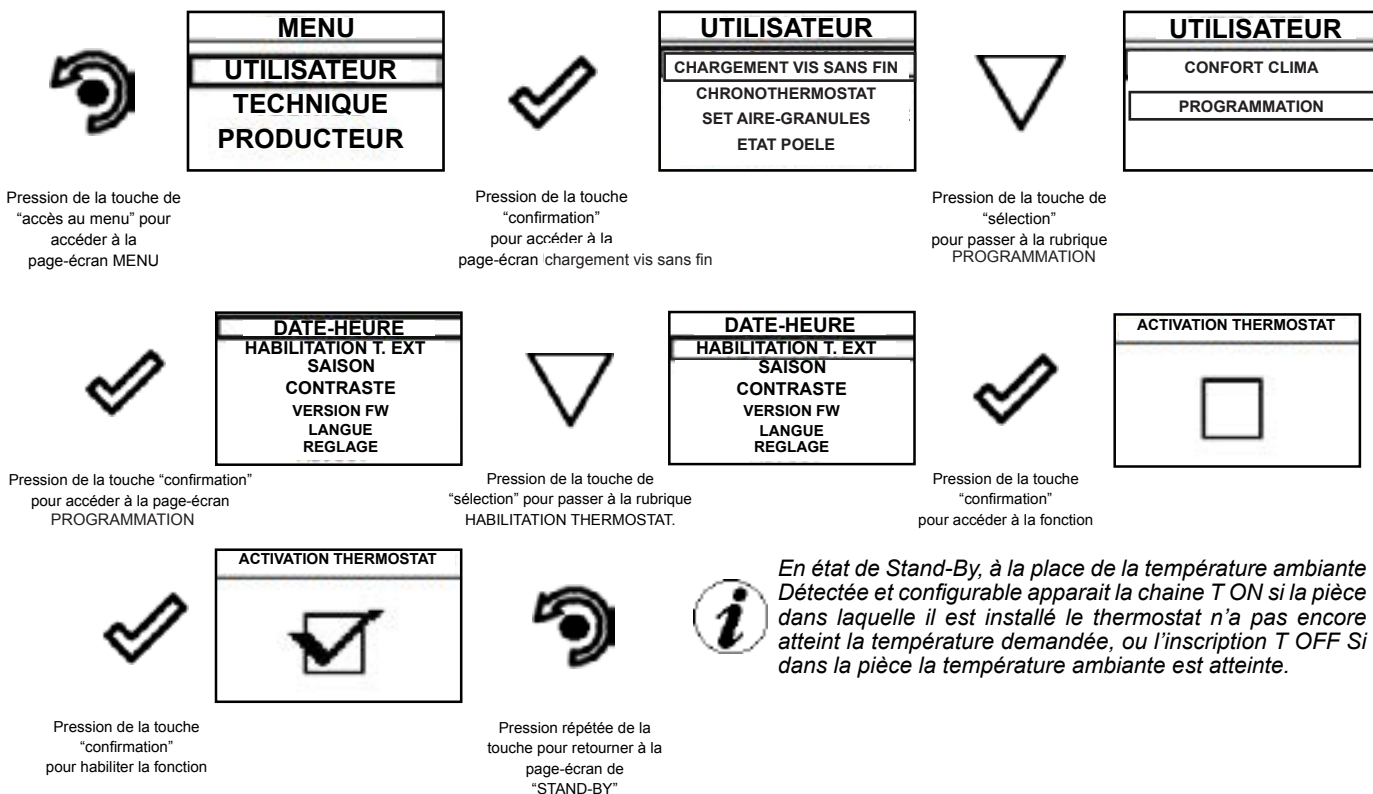 MENU
UTILISATEUR
TECHNIQUE
PRODUCTEUR
UTILISATEUR
CHARGEMENT VIS SANS FIN
CHRONOTHERMOSTAT
SET AIRE-GRANULES
ETAT POELE
UTILISATEUR
CONFORT CLIMA
PROGRAMMATION
Pression de la touche de
“accès au menu” pour
accéder à la
page-écran MENU
Pression de la touche
“confirmation”
pour accéder à la
page-écran chargement vis sans fin
Pression de la touche de
“sélection”
pour passer à la rubrique
PROGRAMMATION
DATE-HEURE
HABILITATION T. EXT
SAISON
CONTRASTE
VERSION FW
LANGUE
REGLAGE
DATE-HEURE
HABILITATION T. EXT
SAISON
CONTRASTE
VERSION FW
LANGUE
REGLAGE
ACTIVATION THERMOSTAT
Pression de la touche “confirmation”
pour accéder à la page-écran
PROGRAMMATION
Pression de la touche de
“sélection” pour passer à la rubrique
HABILITATION THERMOSTAT.
Pression de la touche
“confirmation”
pour accéder à la fonction
ACTIVATION THERMOSTAT
En état de Stand-By, à la place de la température ambiante
Détectée et configurable apparait la chaine T ON si la pièce
dans laquelle il est installé le thermostat n’a pas encore
atteint la température demandée, ou l’inscription T OFF Si
dans la pièce la température ambiante est atteinte.
Pression de la touche
“confirmation”
pour habiliter la fonction
Pression répétée de la
touche pour retourner à la
page-écran de
“STAND-BY”